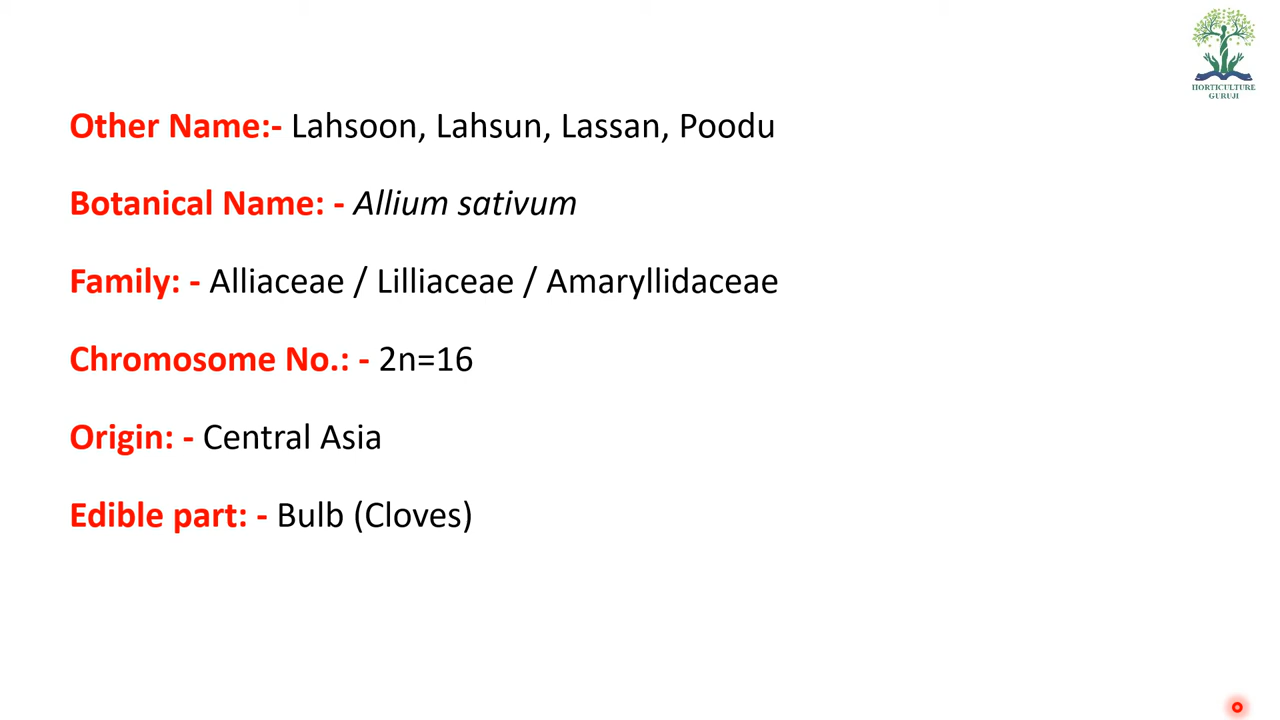 HORTICULTURE
GURUJI
Other Name:- Lahsoon, Lahsun, Lassan, Poodu
Botanical Name: - Allium sativum
Family: - Alliaceae / Lilliaceae / Amaryllidaceae
Chromosome No.: - 2n=16
Origin: - Central Asia
Edible part: - Bulb (Cloves)